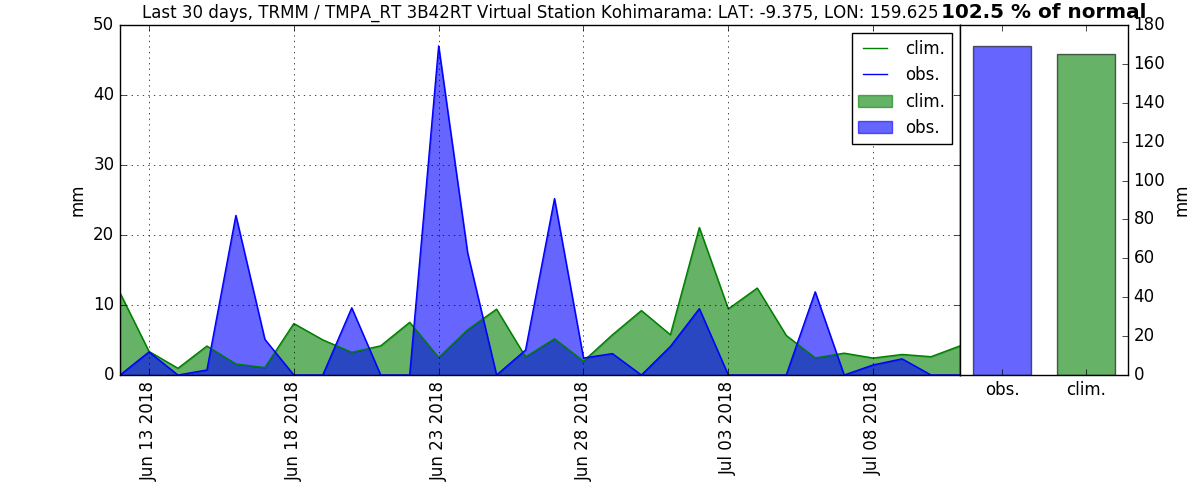 Last 30 days, TRMM / TMPA_RT 3B42RT Virtual Station Kohimarama: LAT: -9.375, LON: 159.625
102.5 % of normal
50
40
30
20
10
0
mm
clim.
obs.
clim.
obs.
Jun 13 2018
Jun 18 2018
Jun 23 2018
Jun 28 2018
Jul 03 2018
Jul 08 2018
180
160
140
120
100
80
60
40
20
0
mm
obs.
clim.